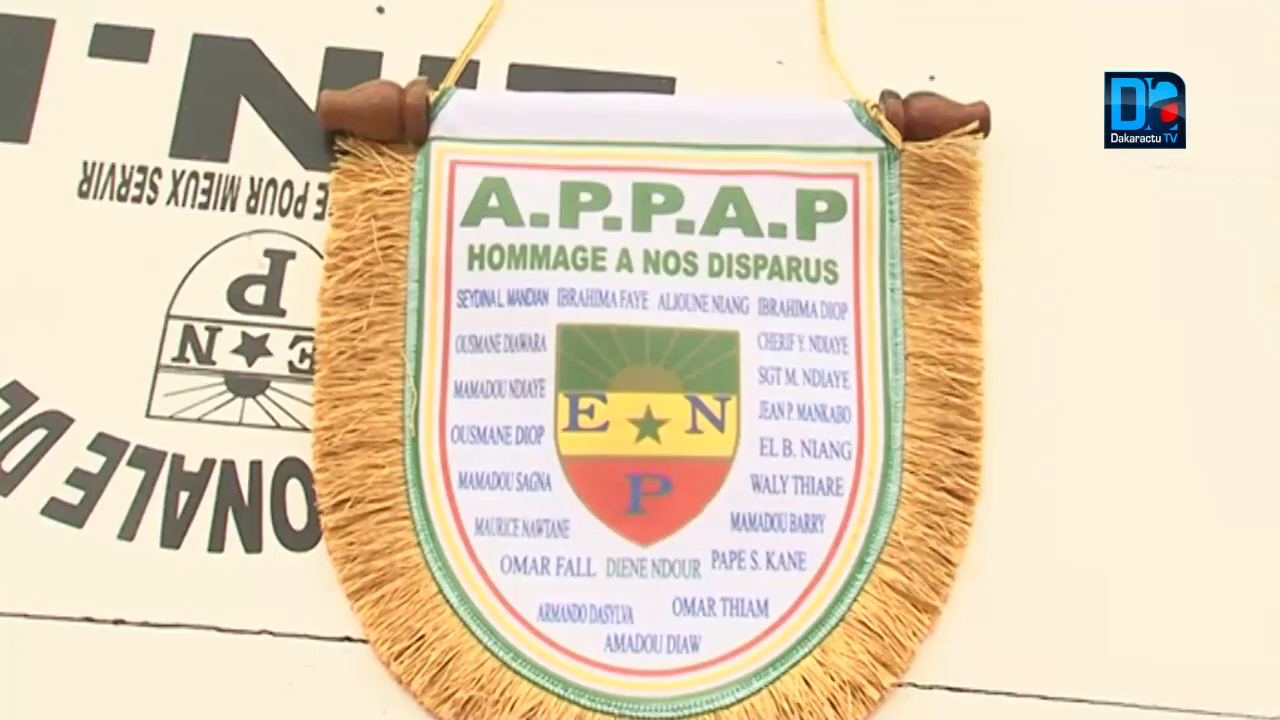 Dakaractu TV
E.N.
E POUR MIEUX SERVIR
P
E ★ N
ONALE DE
A.P.P.A.P
HOMMAGE A NOS DISPARUS
SEYDINA L. MANDIAN IBRAHIMA FAYE ALIOUNE NIANG IBRAHIMA DIOP
OUSMANE DIAWARA CHERIF Y. NDIAYE
MAMADOU NDIAYE SGT M. NDIAYE
E ★ N JEAN P. MANKABO
OUSMANE DIOP EL B. NIANG
MAMADOU SAGNA P WALY THIARE
MAURICE NAWTANE MAMADOU BARRY
OMAR FALL DIENE NDOUR PAPE S. KANE
ARMANDO DASYLVA OMAR THIAM
AMADOU DIAW